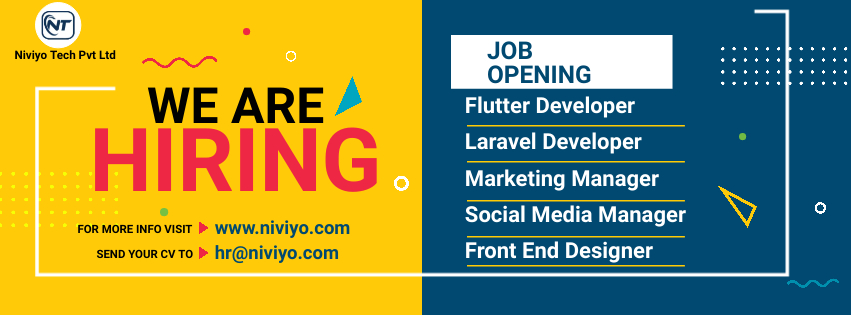 NT
Niviyo Tech Pvt Ltd
WE ARE
HIRING
FOR MORE INFO VISIT www.niviyo.com
SEND YOUR CV TO hr@niviyo.com
JOB
OPENING
Flutter Developer
Laravel Developer
Marketing Manager
Social Media Manager
Front End Designer